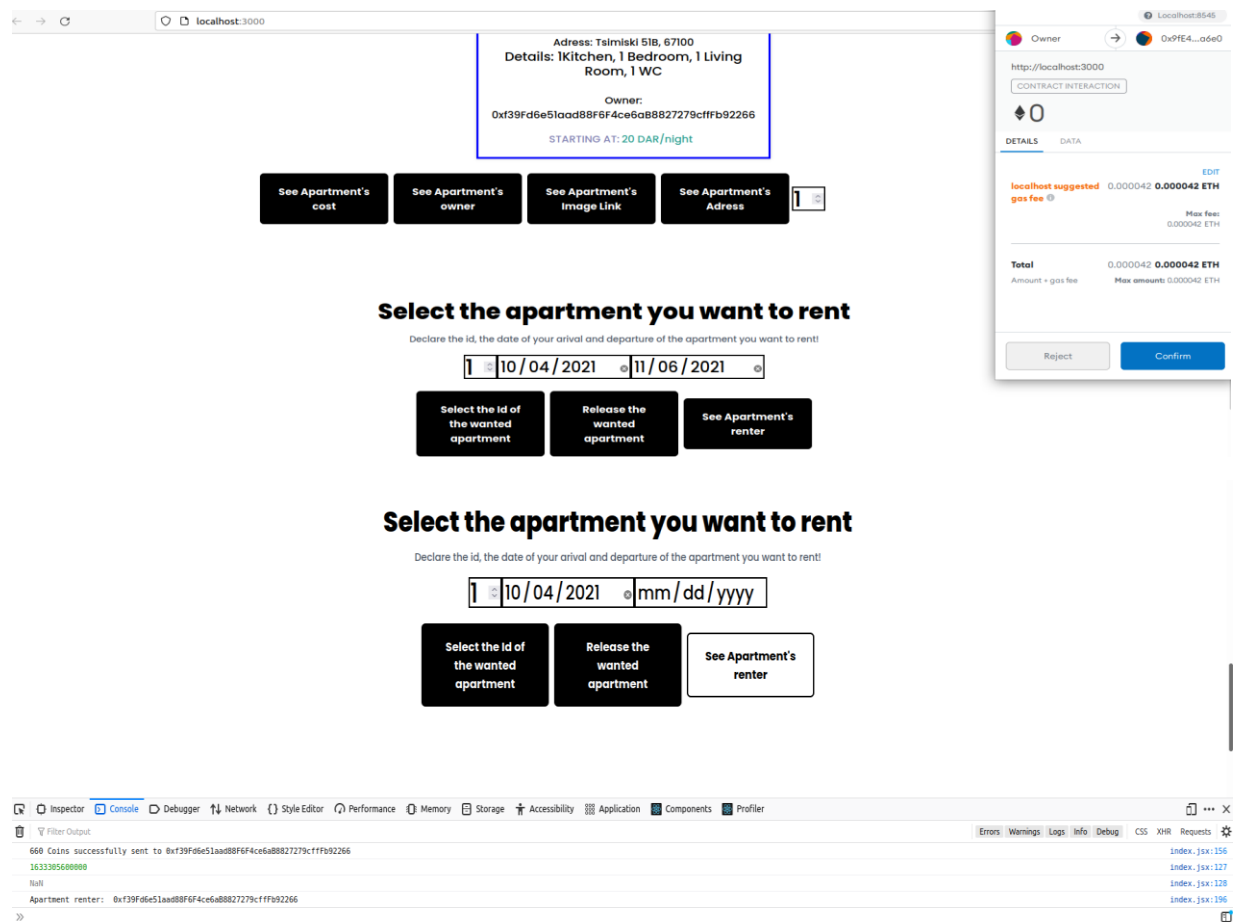 localhost:3000
Localhost:8545
Owner
0x9fE4...a6e0
http://localhost:3000
CONTRACT INTERACTION
0
DETAILS DATA
EDIT
localhost suggested gas fee 0.000042 0.000042 ETH
Max fee:
0.000042 ETH
Total 0.000042 0.000042 ETH
Amount + gas fee Max amount: 0.000042 ETH
Reject Confirm
Adress: Tsimiski 51B, 67100
Details: 1Kitchen, 1 Bedroom, 1 Living
Room, 1 WC
Owner:
0xf39Fd6e51aad88F6F4ce6aB8827279cffFb92266
STARTING AT: 20 DAR/night
See Apartment's
cost
See Apartment's
owner
See Apartment's
Image Link
See Apartment's
Adress
1
Select the apartment you want to rent
Declare the id, the date of your arival and departure of the apartment you want to rent!
1 10/04/2021 11/06/2021
Select the Id of
the wanted
apartment
Release the
wanted
apartment
See Apartment's
renter
Select the apartment you want to rent
Declare the id, the date of your arival and departure of the apartment you want to rent!
1 10/04/2021 mm/dd/yyyy
Select the Id of
the wanted
apartment
Release the
wanted
apartment
See Apartment's
renter
Inspector Console Debugger Network Style Editor Performance Memory Storage Accessibility Application Components Profiler
Filter Output Errors Warnings Logs Info Debug CSS XHR Requests
660 Coins successfully sent to 0xf39Fd6e51aad88F6F4ce6aB8827279cffFb92266 index.jsx:156
1633305600000 index.jsx:127
NaN index.jsx:128
Apartment renter: 0xf39Fd6e51aad88F6F4ce6aB8827279cffFb92266 index.jsx:196